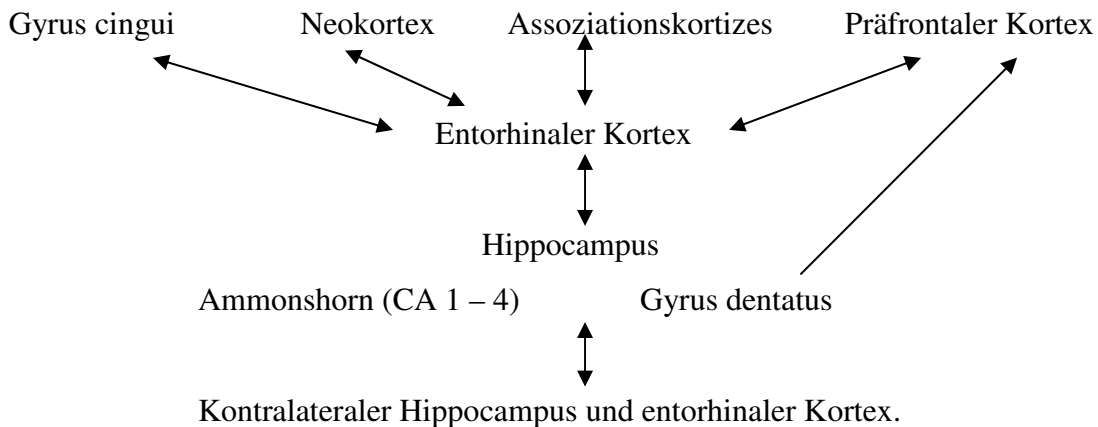 Gyrus cingui Neokortex Assoziationskortizes Präfrontaler Kortex
Entorhinaler Kortex
Hippocampus
Ammonshorn (CA 1 – 4) Gyrus dentatus
Kontralateraler Hippocampus und entorhinaler Kortex.